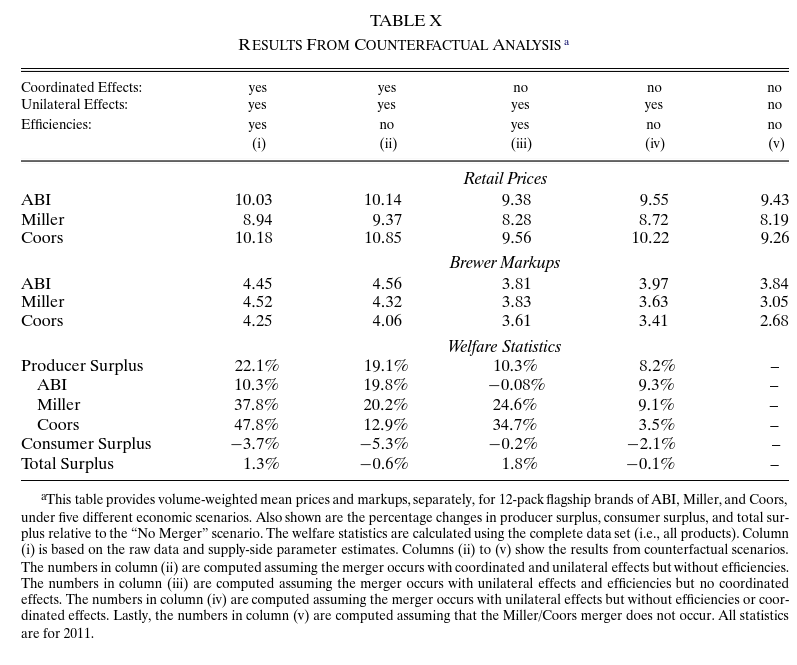 TABLE X
RESULTS FROM COUNTERFACTUAL ANALYSIS a
Coordinated Effects: yes yes no no no
Unilateral Effects: yes yes yes yes no
Efficiencies: yes no yes no no
(i) (ii) (iii) (iv) (v)
Retail Prices
ABI 10.03 10.14 9.38 9.55 9.43
Miller 8.94 9.37 8.28 8.72 8.19
Coors 10.18 10.85 9.56 10.22 9.26
Brewer Markups
ABI 4.45 4.56 3.81 3.97 3.84
Miller 4.52 4.32 3.83 3.63 3.05
Coors 4.25 4.06 3.61 3.41 2.68
Welfare Statistics
Producer Surplus 22.1% 19.1% 10.3% 8.2% –
ABI 10.3% 19.8% −0.08% 9.3% –
Miller 37.8% 20.2% 24.6% 9.1% –
Coors 47.8% 12.9% 34.7% 3.5% –
Consumer Surplus −3.7% −5.3% −0.2% −2.1% –
Total Surplus 1.3% −0.6% 1.8% −0.1% –
aThis table provides volume-weighted mean prices and markups, separately, for 12-pack flagship brands of ABI, Miller, and Coors,
under five different economic scenarios. Also shown are the percentage changes in producer surplus, consumer surplus, and total sur-
plus relative to the “No Merger” scenario. The welfare statistics are calculated using the complete data set (i.e., all products). Column
(i) is based on the raw data and supply-side parameter estimates. Columns (ii) to (v) show the results from counterfactual scenarios.
The numbers in column (ii) are computed assuming the merger occurs with coordinated and unilateral effects but without efficiencies.
The numbers in column (iii) are computed assuming the merger occurs with unilateral effects and efficiencies but no coordinated
effects. The numbers in column (iv) are computed assuming the merger occurs with unilateral effects but without efficiencies or coor-
dinated effects. Lastly, the numbers in column (v) are computed assuming that the Miller/Coors merger does not occur. All statistics
are for 2011.